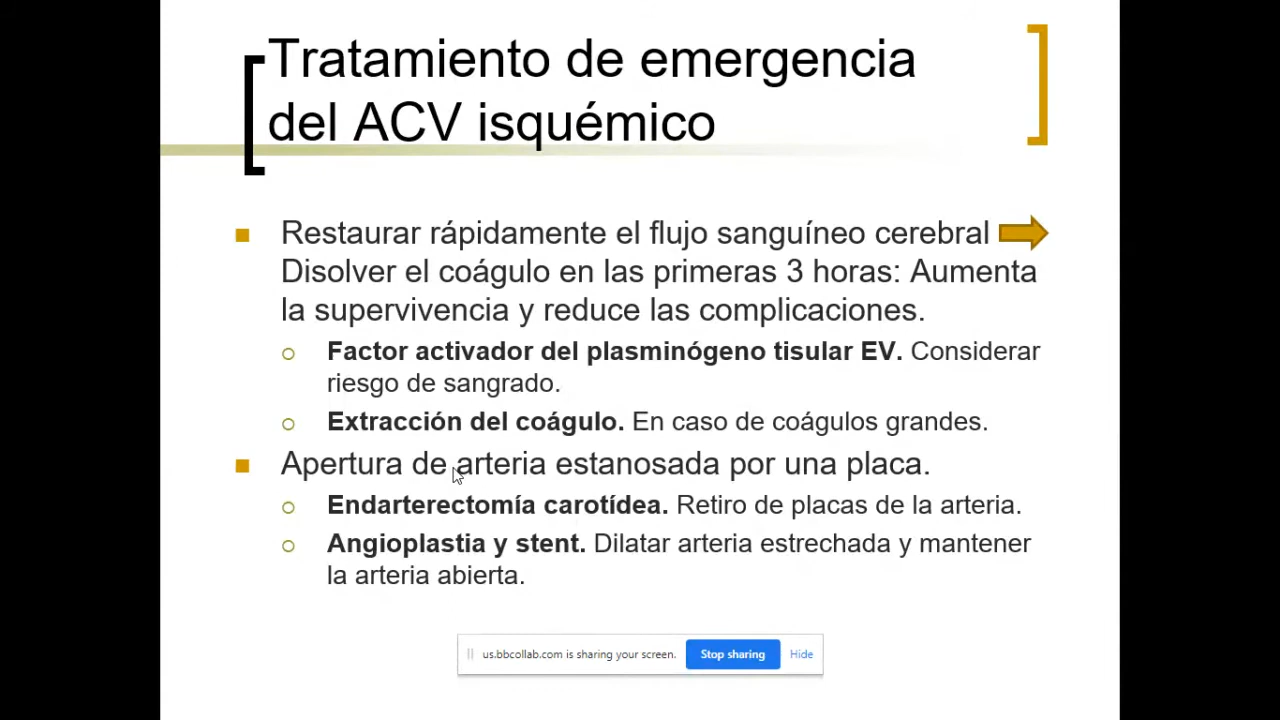 Tratamiento de emergencia
del ACV isquémico
Restaurar rápidamente el flujo sanguíneo cerebral
Disolver el coágulo en las primeras 3 horas: Aumenta
la supervivencia y reduce las complicaciones.
Factor activador del plasminógeno tisular EV. Considerar
riesgo de sangrado.
Extracción del coágulo. En caso de coágulos grandes.
Apertura de arteria estanosada por una placa.
Endarterectomía carotídea. Retiro de placas de la arteria.
Angioplastia y stent. Dilatar arteria estrechada y mantener
la arteria abierta.
us.bbcollab.com is sharing your screen. Stop sharing Hide